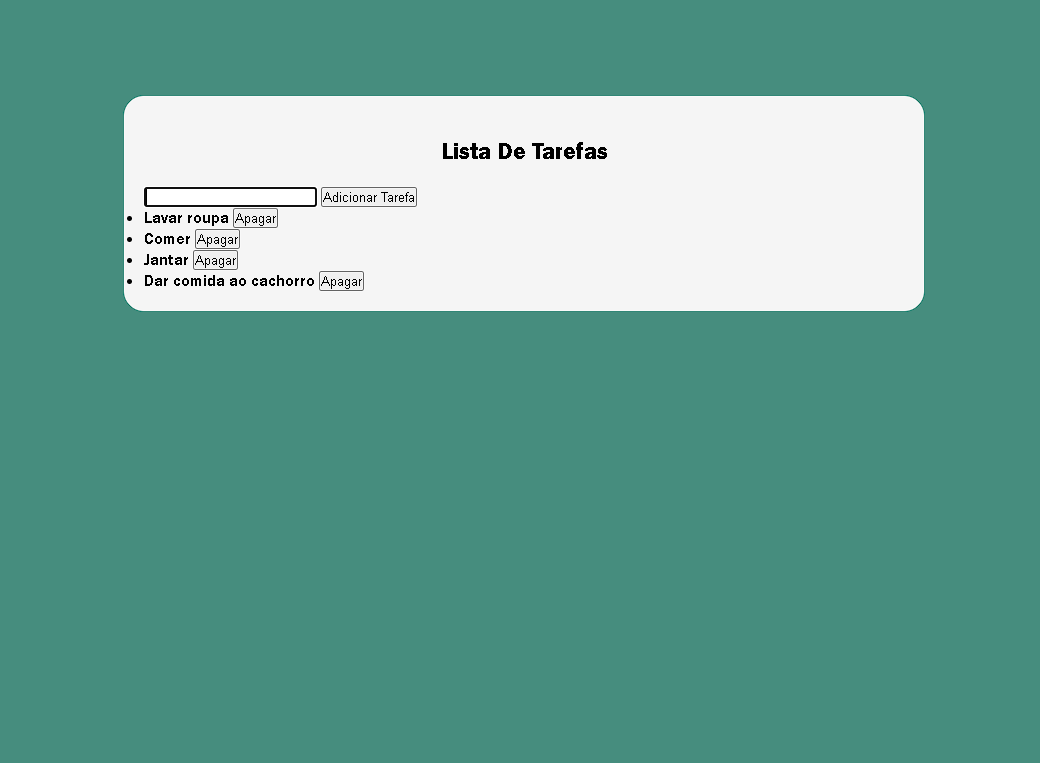 Lista De Tarefas
Adicionar Tarefa
Lavar roupa Apagar
Comer Apagar
Jantar Apagar
Dar comida ao cachorro Apagar